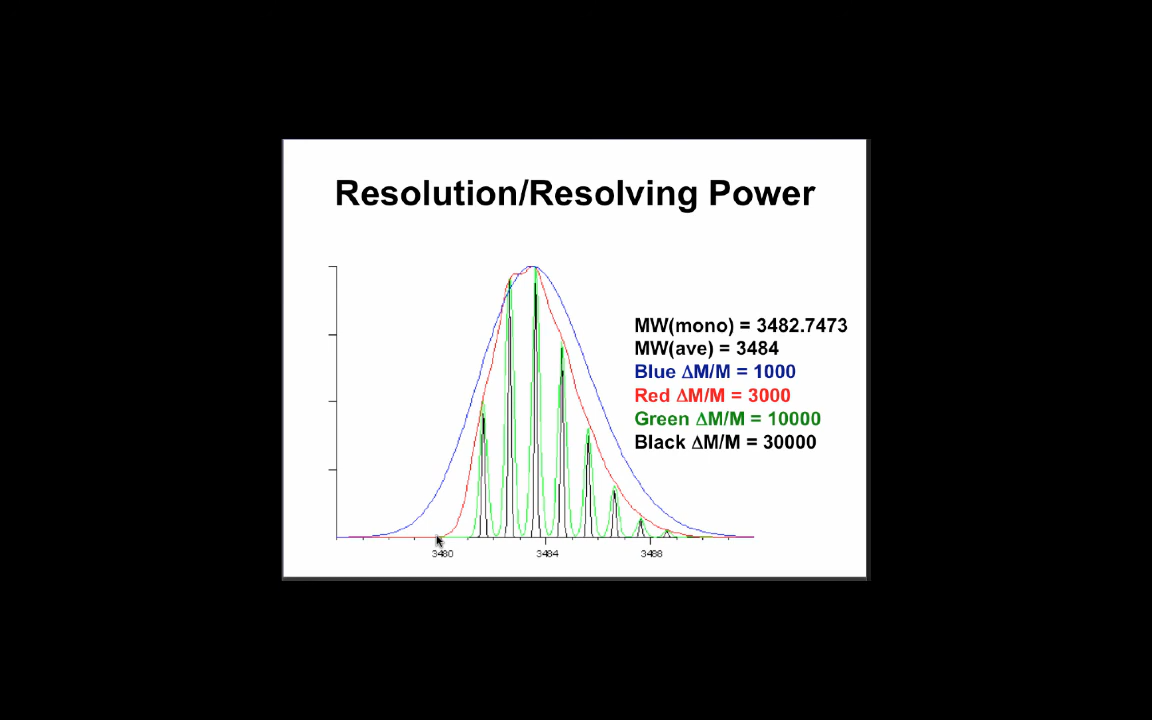 Resolution/Resolving Power
MW(mono) = 3482.7473
MW(ave) = 3484
Blue ΔM/M = 1000
Red ΔM/M = 3000
Green ΔM/M = 10000
Black ΔM/M = 30000
3480 3484 3488